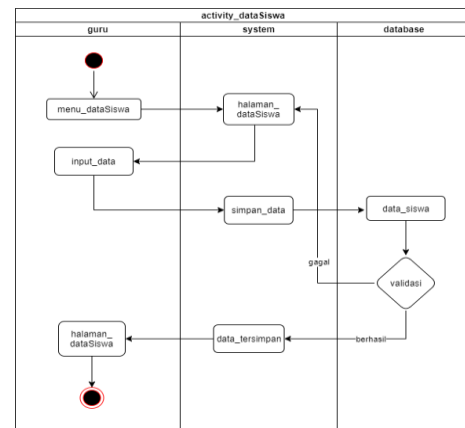 activity_dataSiswa
guru
system
database
menu_dataSiswa
halaman_
dataSiswa
input_data
simpan_data
data_siswa
gagal
validasi
halaman_
dataSiswa
data_tersimpan
berhasil